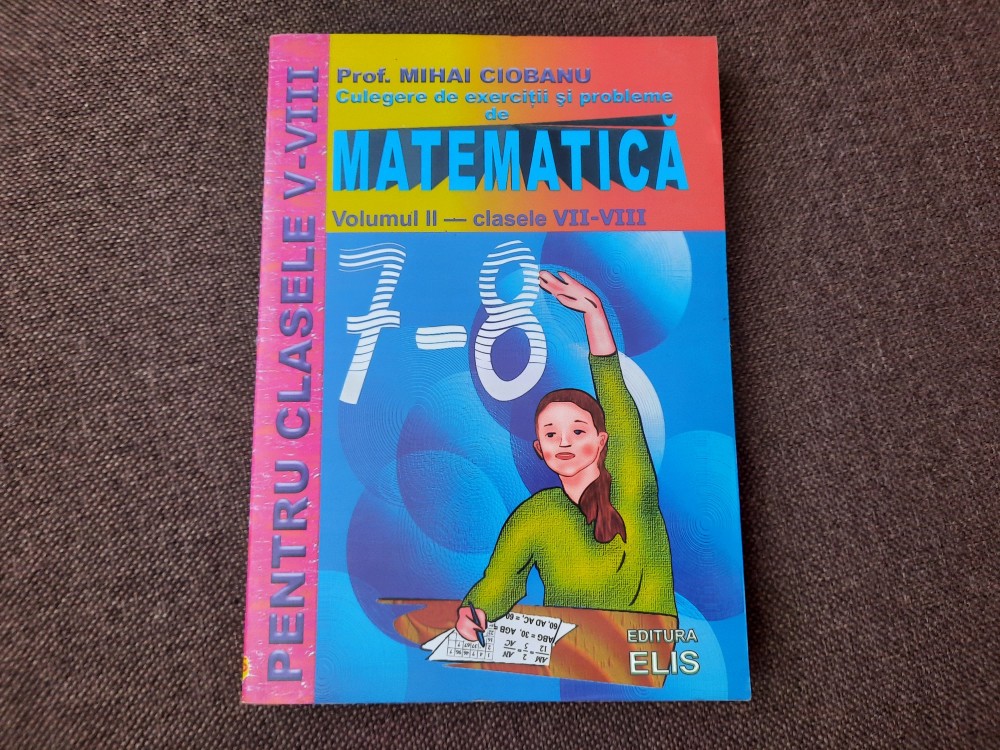 PENTRU CLASELE V-VIII
Prof. MIHAI CIOBANU
Culegere de exerciții și probleme
de
MATEMATICĂ
Volumul II — clasele VII-VIII
7-8
EDITURA
ELIS